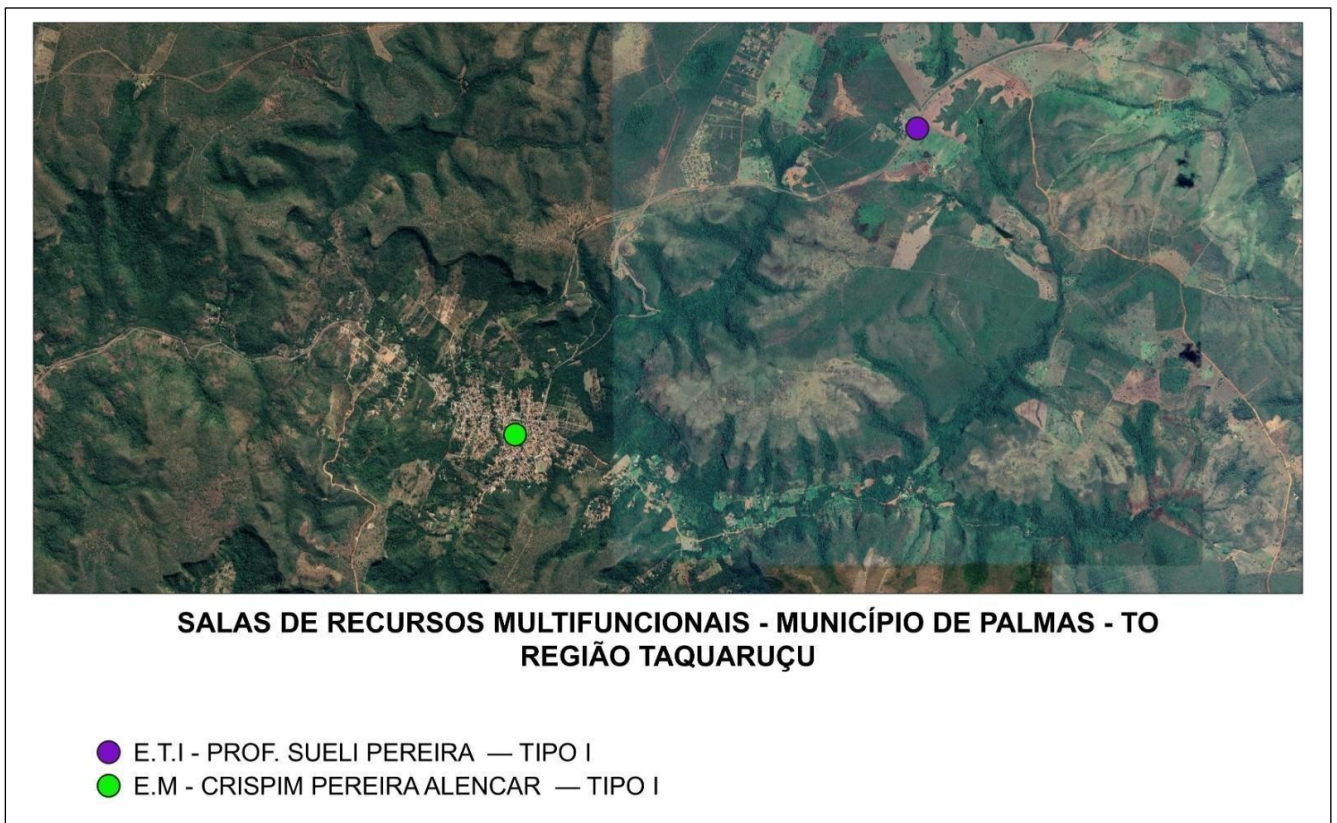 SALAS DE RECURSOS MULTIFUNCIONAIS - MUNICÍPIO DE PALMAS - TO
REGIÃO TAQUARUÇU
E.T.I - PROF. SUELI PEREIRA — TIPO I
E.M - CRISPIM PEREIRA ALENCAR — TIPO I